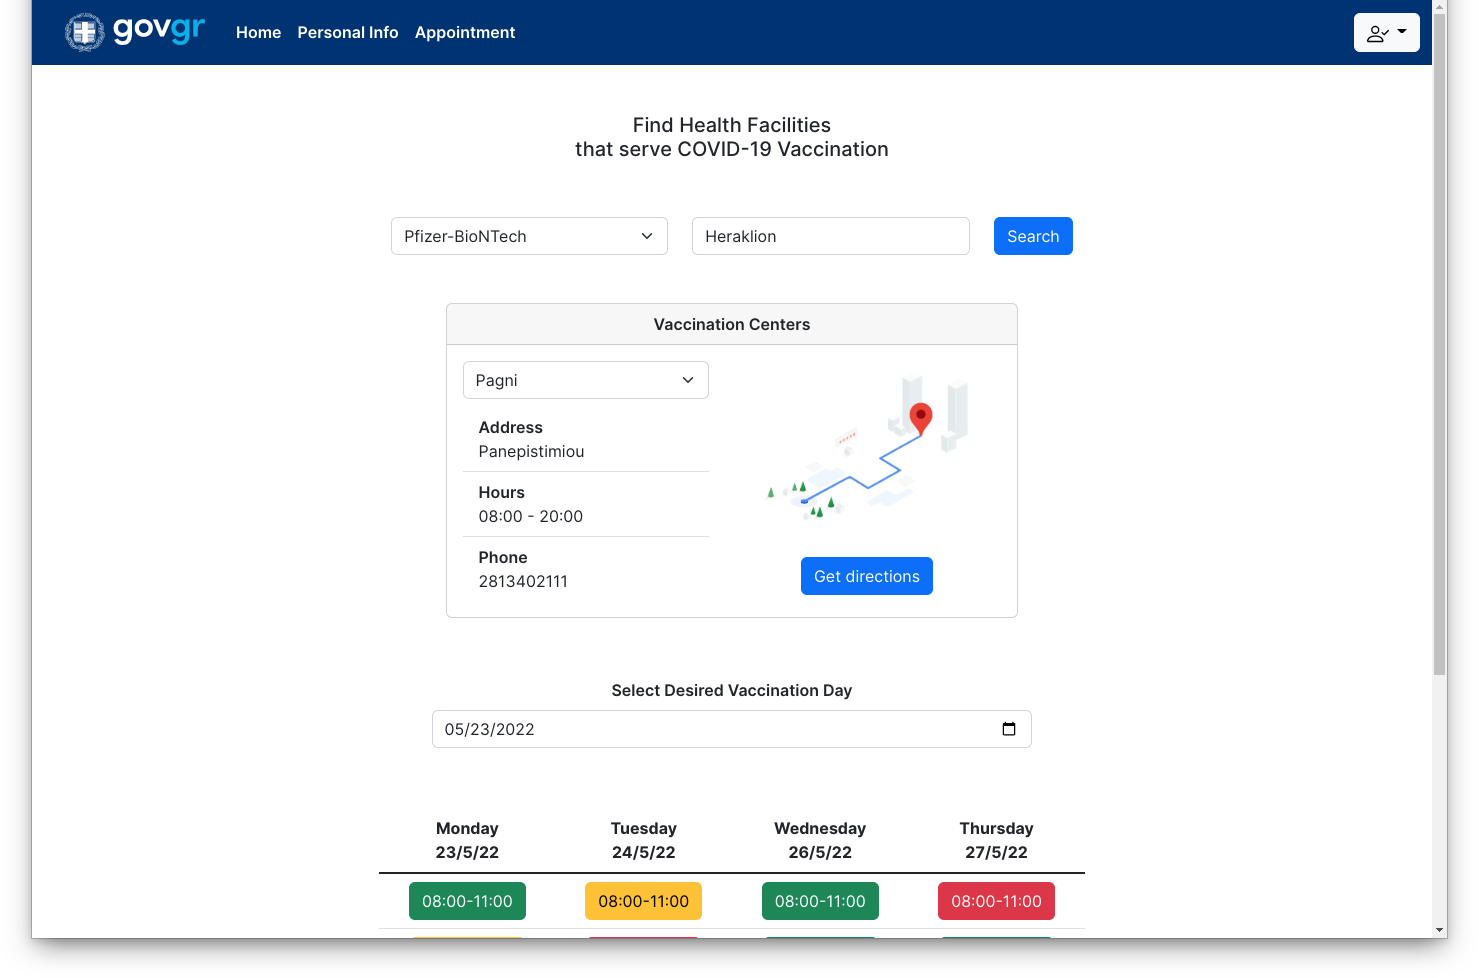 govgr Home Personal Info Appointment
Find Health Facilities
that serve COVID-19 Vaccination
Pfizer-BioNTech Heraklion Search
Vaccination Centers
Pagni
Address
Panepistimiou
Hours
08:00 - 20:00
Phone
2813402111
Get directions
Select Desired Vaccination Day
05/23/2022
Monday Tuesday Wednesday Thursday
23/5/22 24/5/22 26/5/22 27/5/22
08:00-11:00 08:00-11:00 08:00-11:00 08:00-11:00